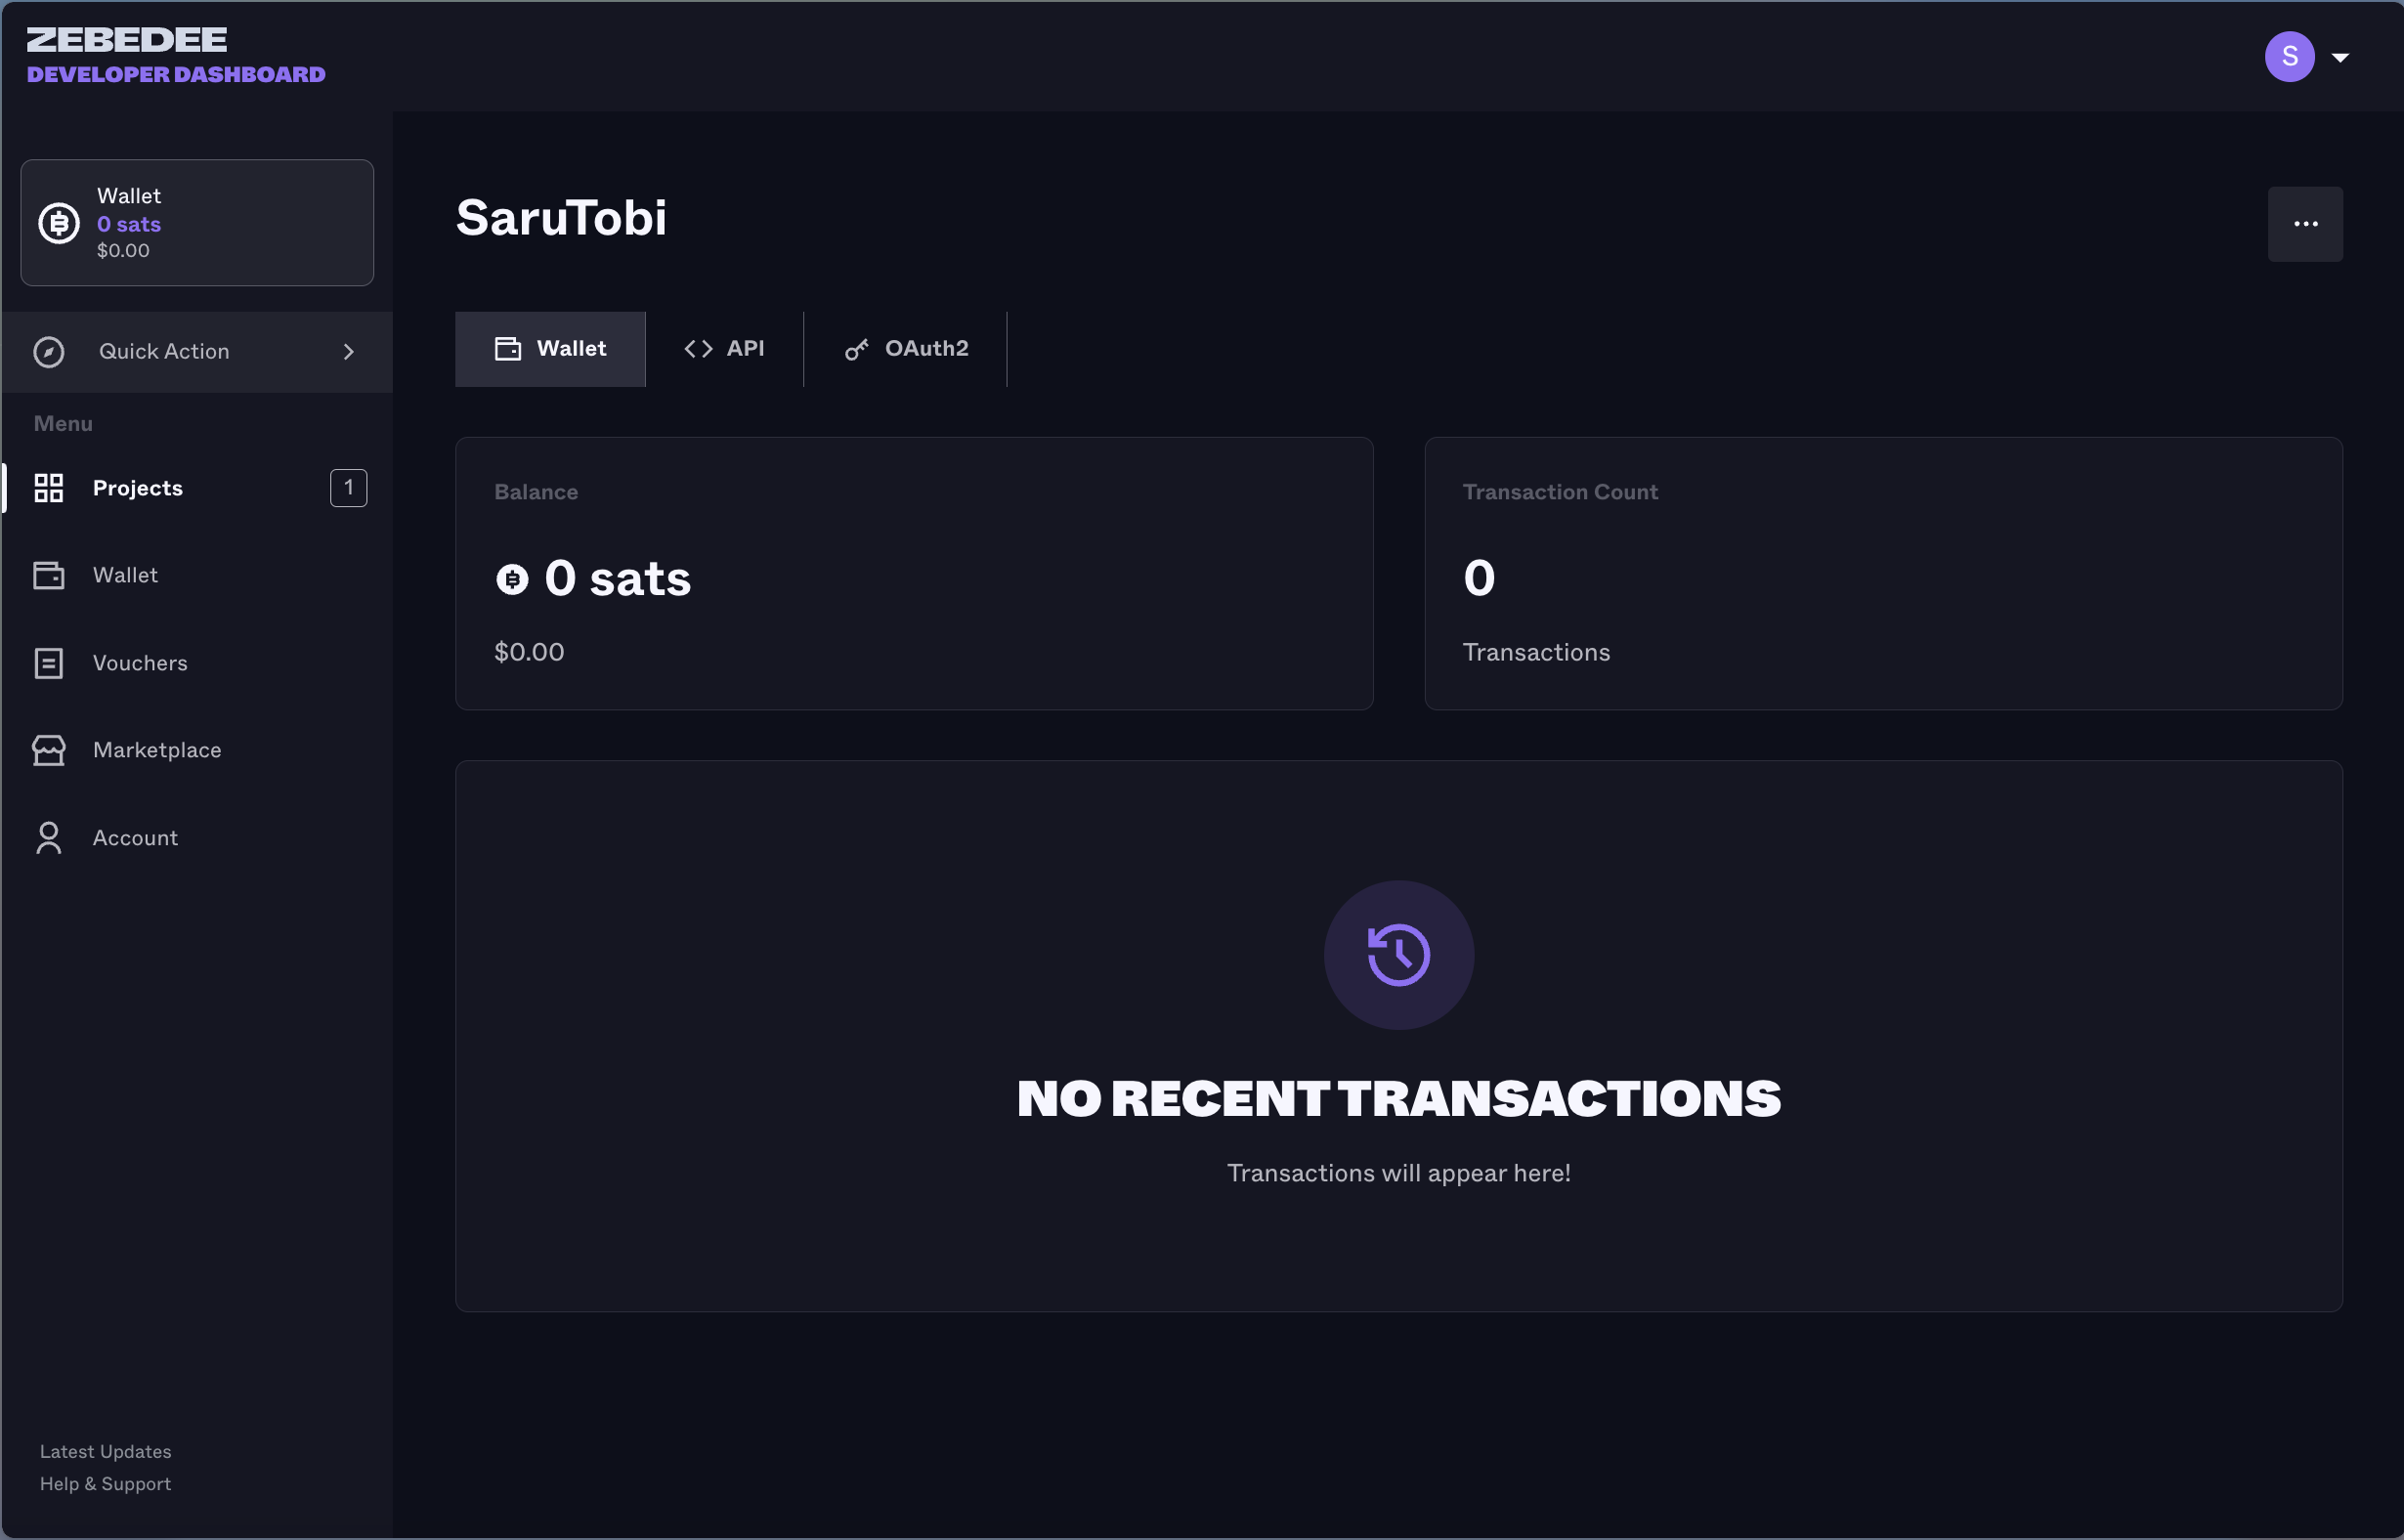 ZEBEDEE
DEVELOPER DASHBOARD
S
Wallet
0 sats
$0.00
Quick Action
Menu
Projects 1
Wallet
Vouchers
Marketplace
Account
Latest Updates
Help & Support
SaruTobi
Wallet API OAuth2
Balance
0 sats
$0.00
Transaction Count
0
Transactions
NO RECENT TRANSACTIONS
Transactions will appear here!